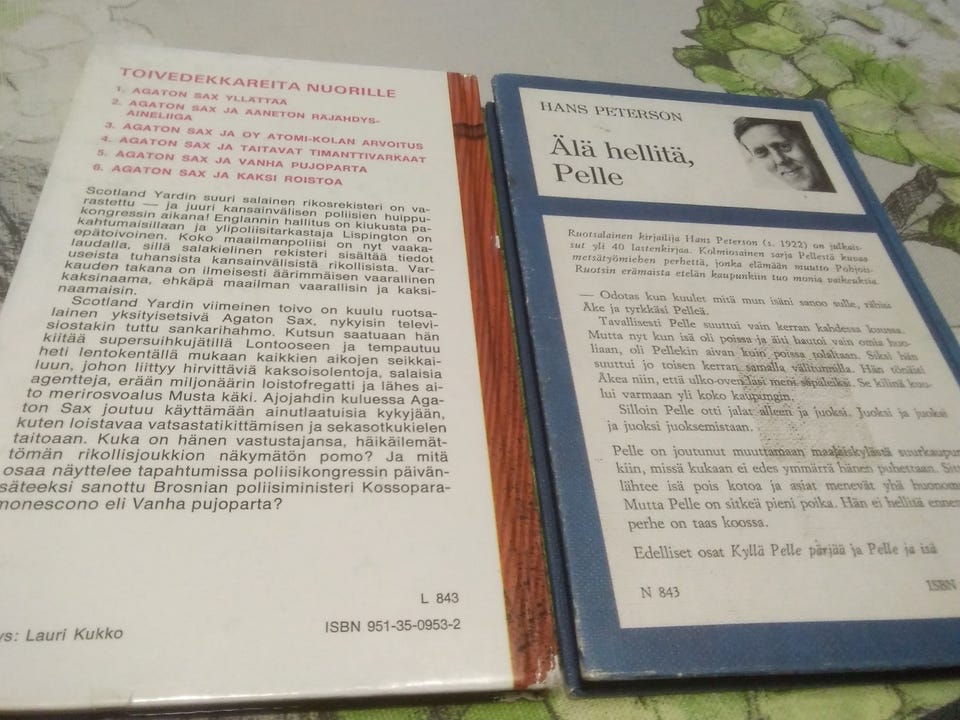 TOIVEDEKKAREITA NUORILLE
1. AGATON SAX YLLÄTTÄÄ
2. AGATON SAX JA ÄÄNETÖN RÄJÄHDYS-
AINELIIGA
3. AGATON SAX JA OY ATOMI-KOLAN ARVOITUS
4. AGATON SAX JA TAITAVAT TIMANTTIVARKAAT
5. AGATON SAX JA VANHA PUJOPARTA
6. AGATON SAX JA KAKSI ROISTOA
Scotland Yardin suuri salainen rikosrekisteri on va-
rastettu — ja juuri kansainvälisen poliisien huippu-
kongressin aikana! Englannin hallitus on kiukusta pa-
kahtumaisillaan ja ylipoliisitarkastaja Lispington on
epätoivoinen. Koko maailmanpoliisi on nyt vaaka-
laudalla, sillä salakielinen rekisteri sisältää tiedot
useista tuhansista kansainvälisistä rikollisista. Var-
kauden takana on ilmeisesti äärimmäisen vaarallinen
kaksinaama, ehkäpä maailman vaarallisin ja kaksi-
naamaisin.
Scotland Yardin viimeinen toivo on kuulu ruotsa-
lainen yksityisetsivä Agaton Sax, nykyisin televi-
siostakin tuttu sankarihahmo. Kutsun saatuaan hän
kiitää supersuihkujätillä Lontooseen ja tempautuu
heti lentokentällä mukaan kaikkien aikojen seikkai-
luun, johon liittyy hirvittäviä kaksoisolentoja, salaisia
agentteja, erään miljonäärin loistofregatti ja lähes ai-
to merirosvoalus Musta käki. Ajojahdin kuluessa Aga-
ton Sax joutuu käyttämään ainutlaatuisia kykyjään,
kuten loistavaa vatsastatikittämisen ja sekasotkukielen
taitoaan. Kuka on hänen vastustajansa, häikäilemät-
tömän rikollisjoukkion näkymätön pomo? Ja mitä
osaa näyttelee tapahtumissa poliisikongressin päivän-
säteeksi sanottu Brosnian poliisiministeri Kossopara-
monescono eli Vanha pujoparta?
L 843
ISBN 951-35-0953-2
ys: Lauri Kukko
HANS PETERSON
Älä hellitä,
Pelle
Ruotsalainen kirjailija Hans Peterson (s. 1922) on julkais-
sut yli 40 lastenkirjaa. Kolmiosainen sarja Pellestä kuvaa
metsätyömiehen perhettä, jonka elämään muutto Pohjois-
Ruotsin erämaista etelän kaupunkiin tuo monia vaikeuksia.
— Odotas kun kuulet mitä mun isäni sanoo sulle, rähisi
Åke ja tyrkkäsi Pelleä.
Tavallisesti Pelle suuttui vain kerran kahdessa kuussa.
Mutta nyt kun isä oli poissa ja äiti hautoi vain omia huo-
liaan, oli Pellekin aivan kuin poissa tolaltaan. Siksi hän
suuttui jo toisen kerran samalla välitunnilla. Hän tönäisi
Åkea niin, että ulko-oven lasi meni säpäleiksi. Se kilinä kuu-
lui varmaan yli koko kaupungin.
Silloin Pelle otti jalat alleen ja juoksi. Juoksi ja juoksi
ja juoksi juoksemistaan.
Pelle on joutunut muuttamaan maalaiskylästä suurkaupun
kiin, missä kukaan ei edes ymmärrä hänen puhettaan. Sitt
lähtee isä pois kotoa ja asiat menevät yhä huonom
Mutta Pelle on sitkeä pieni poika. Hän ei hellitä ennen
perhe on taas koossa.
Edelliset osat Kyllä Pelle pärjää ja Pelle ja isä
N 843
ISBN